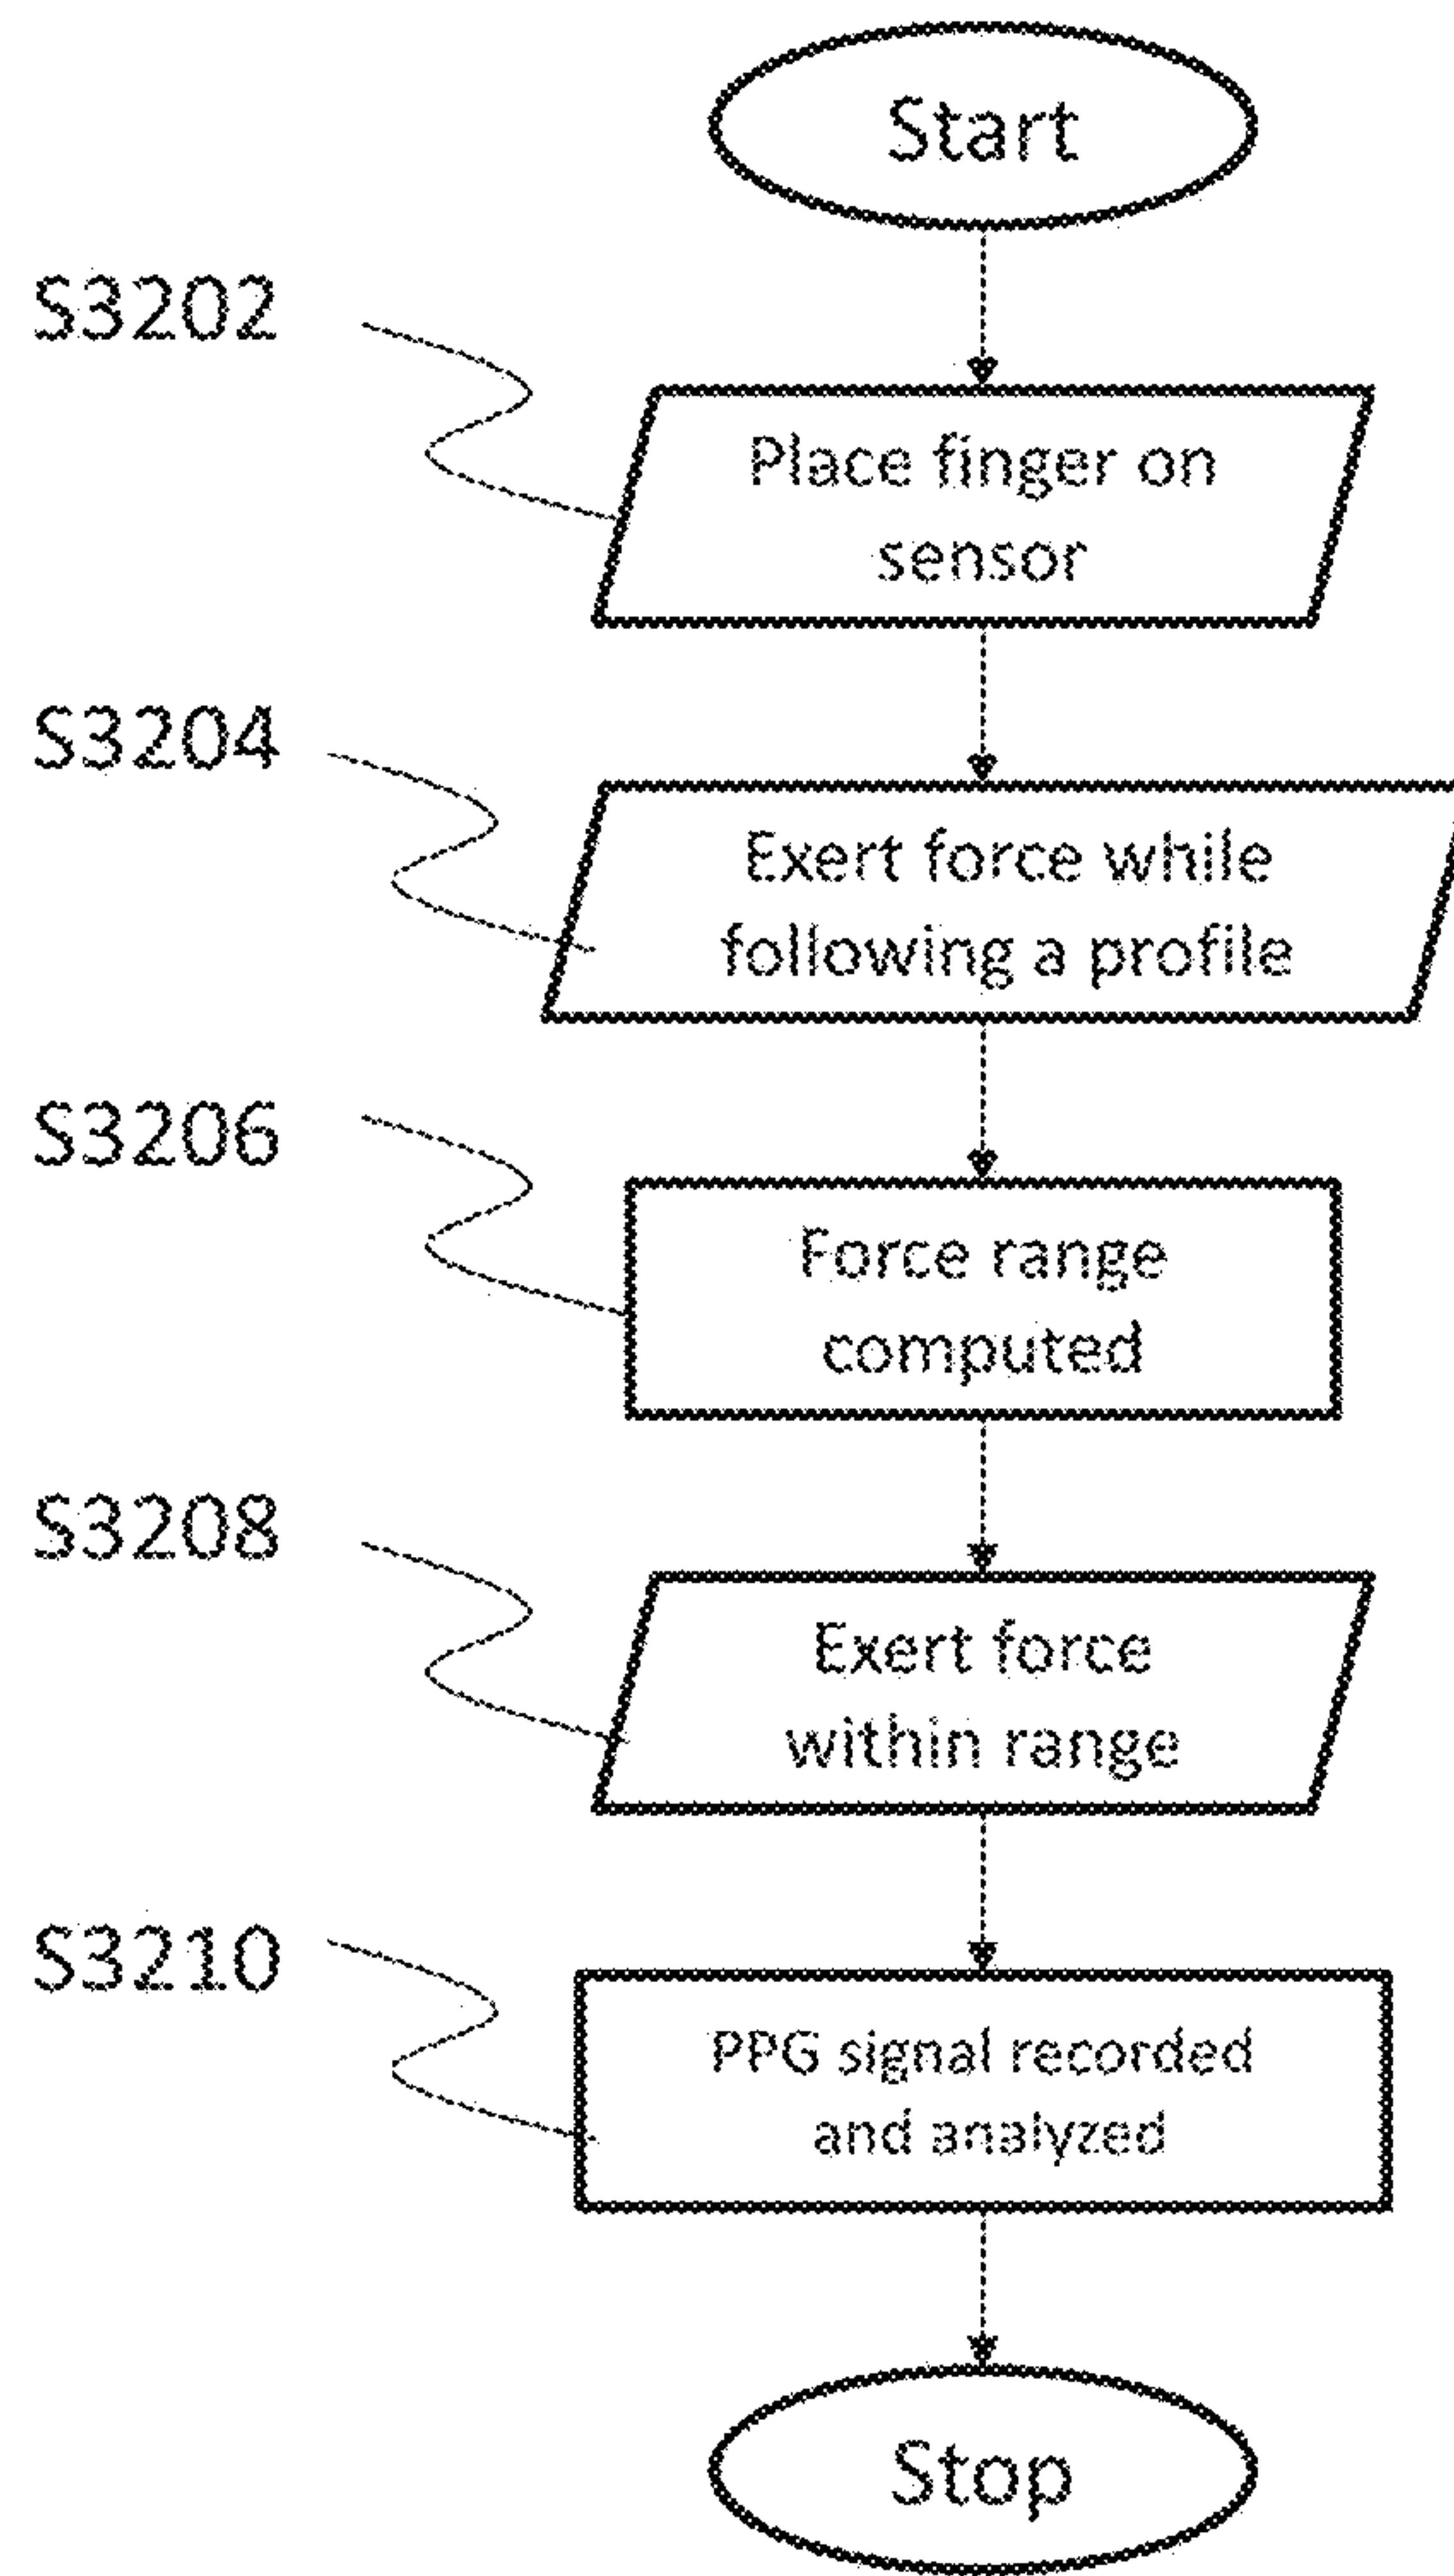 Start
S3202
Place finger on
sensor
S3204
Exert force while
following a profile
S3206
Force range
computed
S3208
Exert force
within range
S3210
PPG signal recorded
and analyzed
Stop